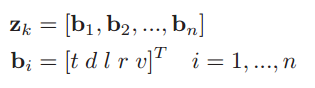 z_k = [b_1, b_2, ..., b_n]
b_i = [t d l r v]^T   i = 1, ..., n